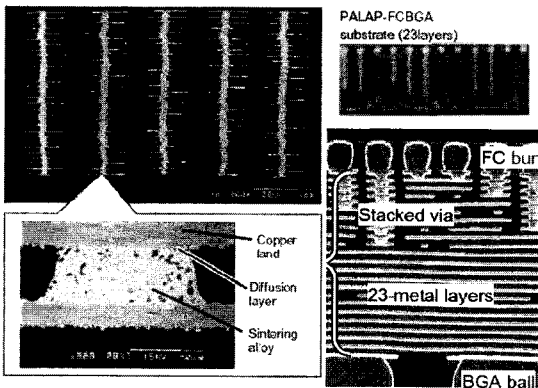 PALAP-FCBGA
substrate (23layers)
FC bum
Stacked via
23-metal layers
BGA ball
Copper
land
Diffusion
layer
Sintering
alloy